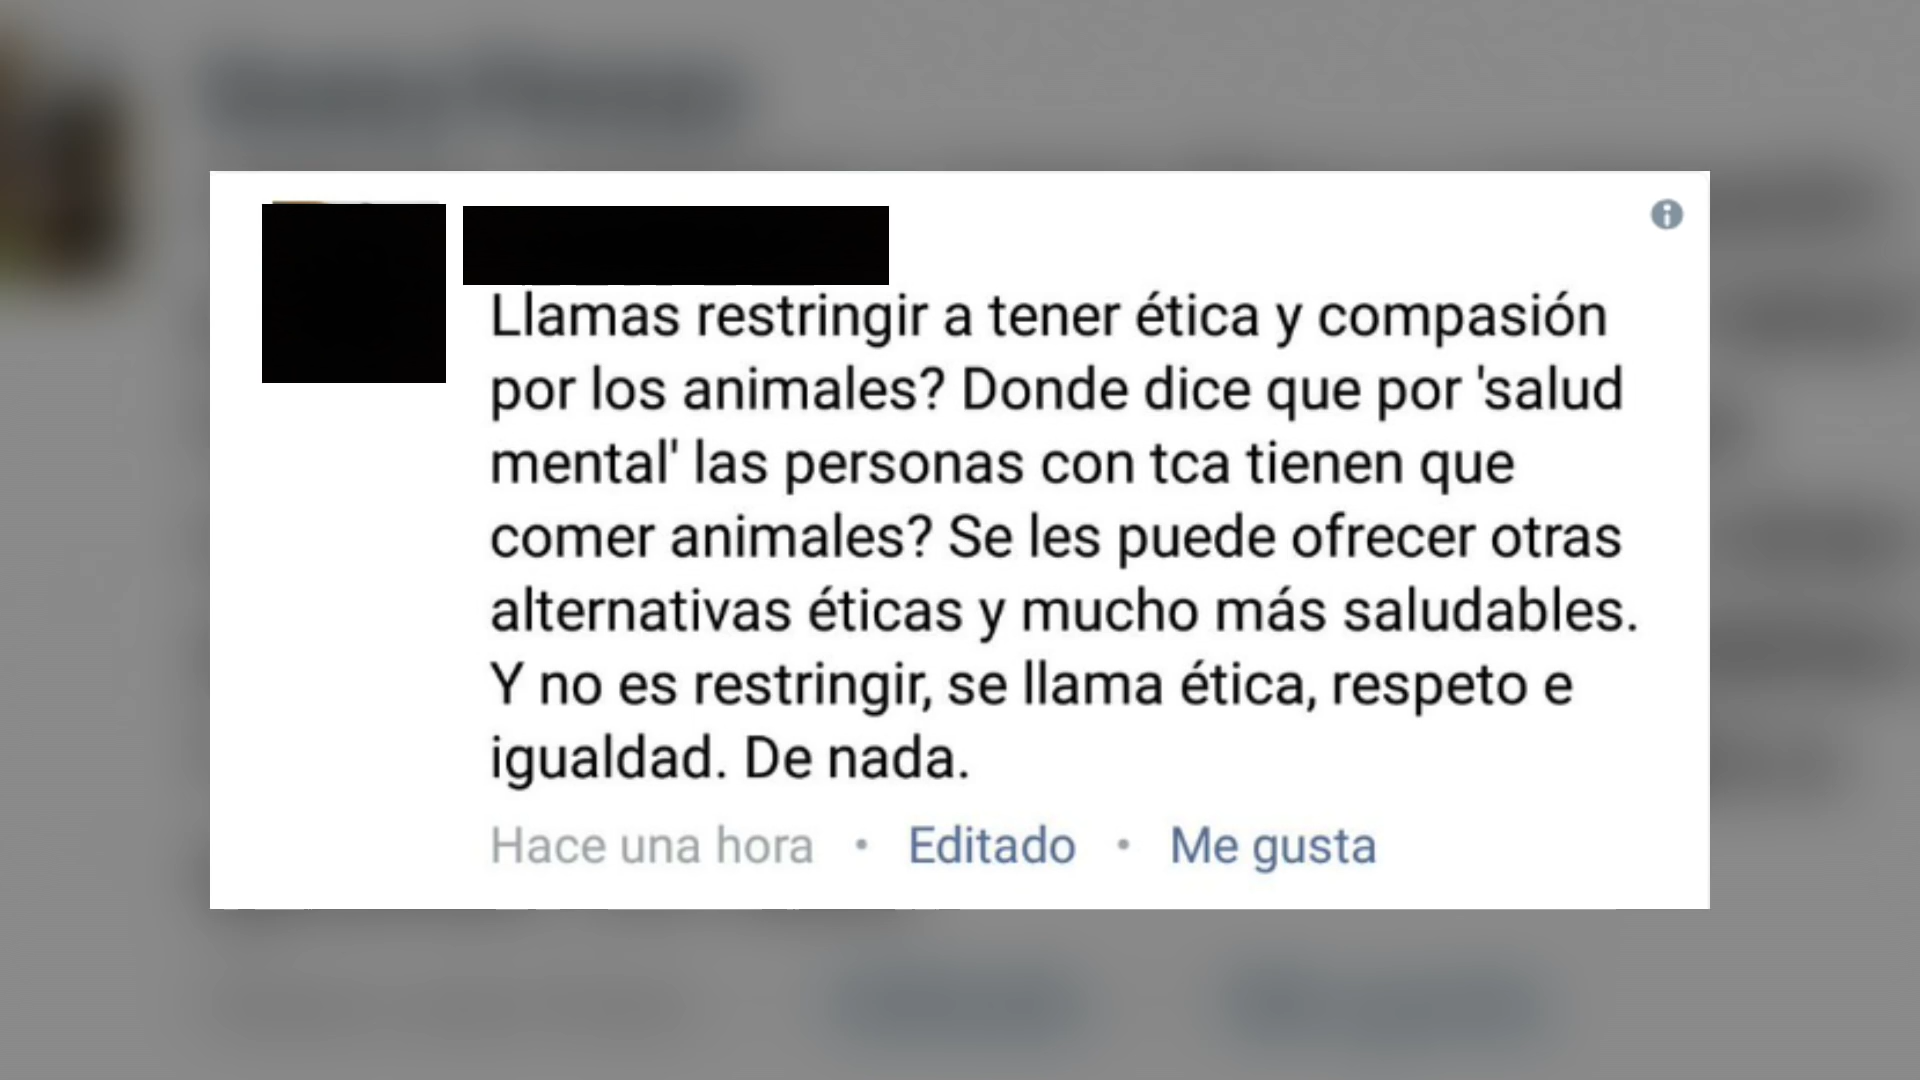 Llamas restringir a tener ética y compasión
por los animales? Donde dice que por 'salud
mental' las personas con tca tienen que
comer animales? Se les puede ofrecer otras
alternativas éticas y mucho más saludables.
Y no es restringir, se llama ética, respeto e
igualdad. De nada.
Hace una hora • Editado • Me gusta